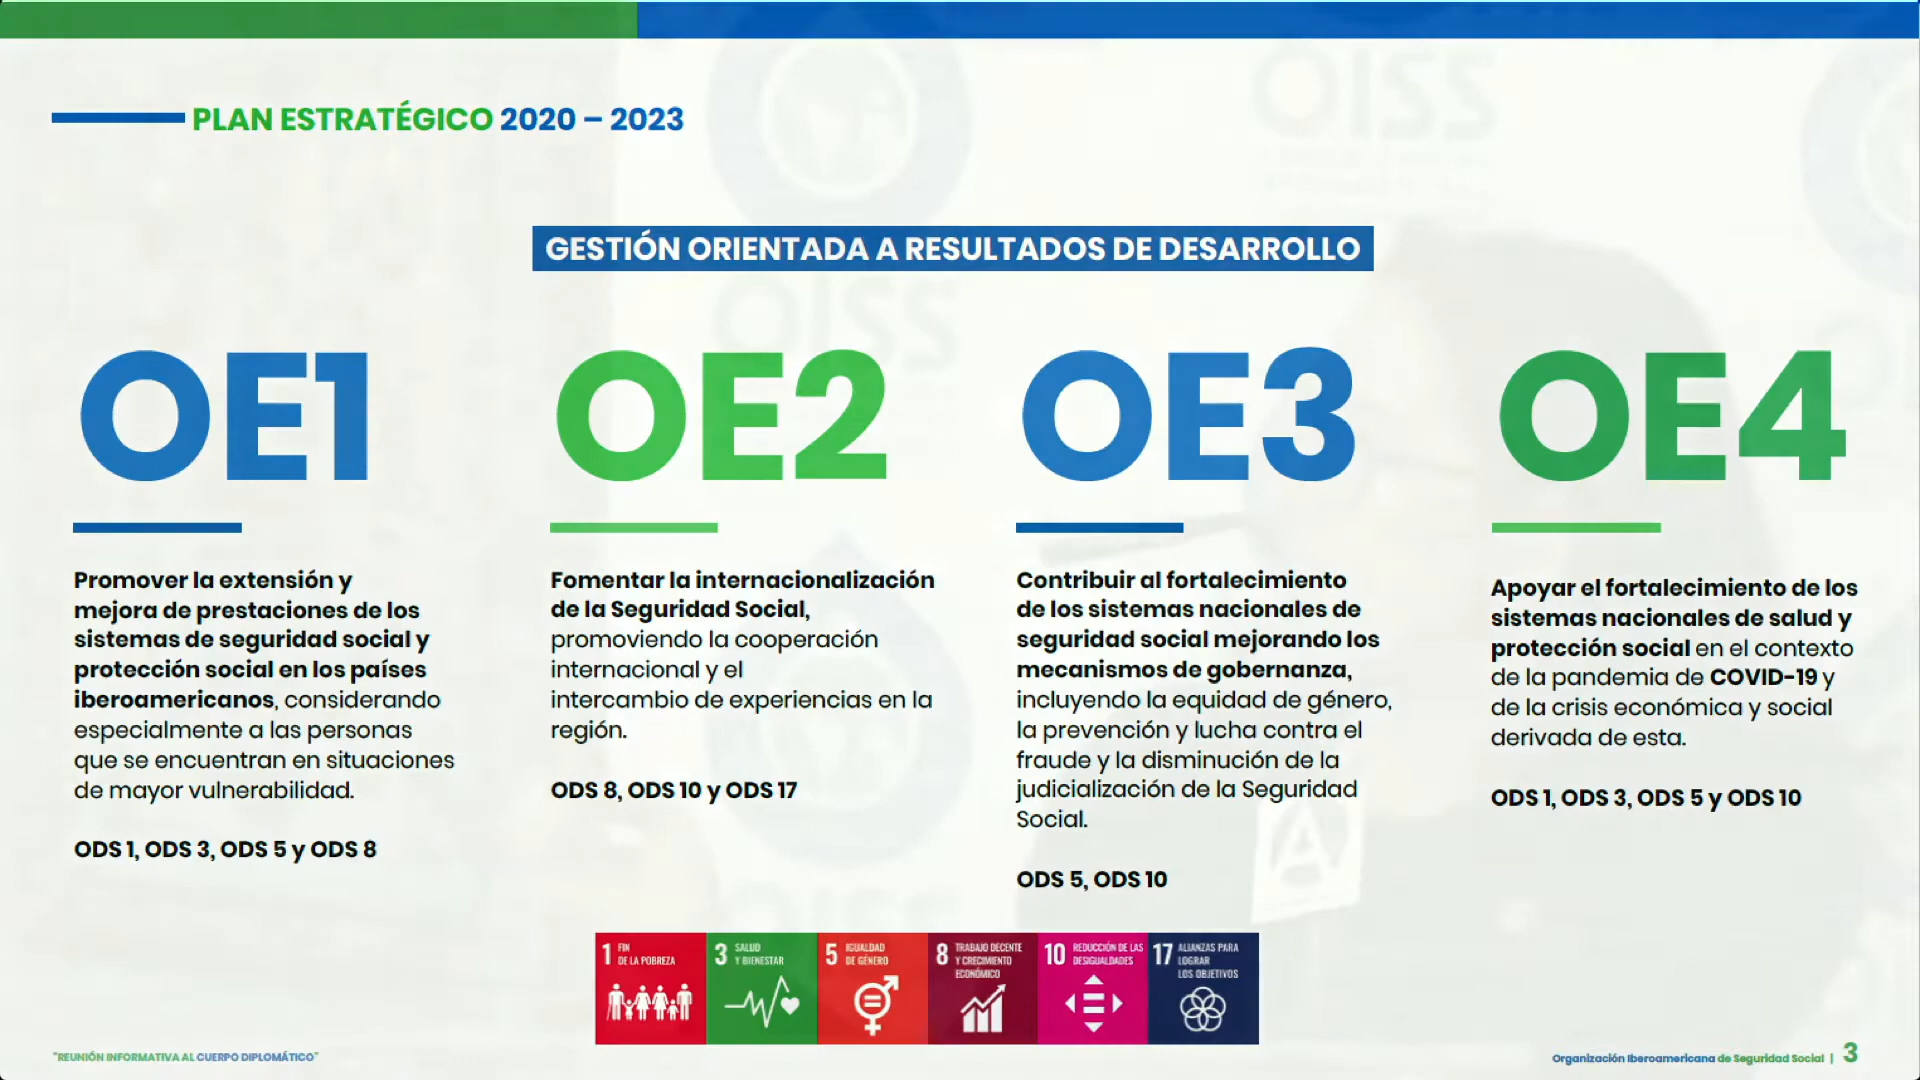 PLAN ESTRATÉGICO 2020 – 2023
GESTIÓN ORIENTADA A RESULTADOS DE DESARROLLO
OE1
Promover la extensión y
mejora de prestaciones de los
sistemas de seguridad social y
protección social en los países
iberoamericanos, considerando
especialmente a las personas
que se encuentran en situaciones
de mayor vulnerabilidad.
ODS 1, ODS 3, ODS 5 y ODS 8
OE2
Fomentar la internacionalización
de la Seguridad Social,
promoviendo la cooperación
internacional y el
intercambio de experiencias en la
región.
ODS 8, ODS 10 y ODS 17
OE3
Contribuir al fortalecimiento
de los sistemas nacionales de
seguridad social mejorando los
mecanismos de gobernanza,
incluyendo la equidad de género,
la prevención y lucha contra el
fraude y la disminución de la
judicialización de la Seguridad
Social.
ODS 5, ODS 10
OE4
Apoyar el fortalecimiento de los
sistemas nacionales de salud y
protección social en el contexto
de la pandemia de COVID-19 y
de la crisis económica y social
derivada de esta.
ODS 1, ODS 3, ODS 5 y ODS 10
1 FIN
DE LA POBREZA
3 SALUD
Y BIENESTAR
5 IGUALDAD
DE GÉNERO
8 TRABAJO DECENTE
Y CRECIMIENTO
ECONÓMICO
10 REDUCCIÓN DE LAS
DESIGUALDADES
17 ALIANZAS PARA
LOGRAR
LOS OBJETIVOS
"REUNIÓN INFORMATIVA AL CUERPO DIPLOMÁTICO"
Organización Iberoamericana de Seguridad Social | 3
OISS
OISS